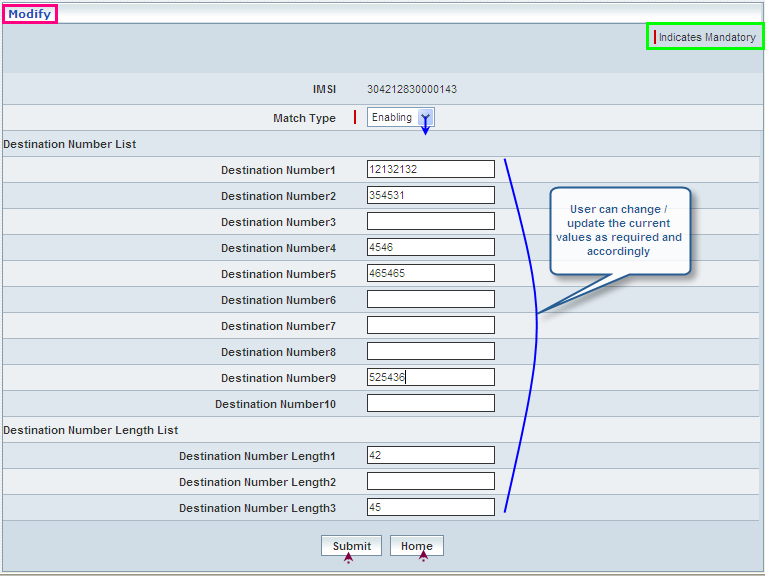 Modify
Indicates Mandatory
IMSI 304212830000143
Match Type Enabling
Destination Number List
Destination Number1 12132132
Destination Number2 354531
Destination Number3
Destination Number4 4546
Destination Number5 465465
Destination Number6
Destination Number7
Destination Number8
Destination Number9 525436
Destination Number10
User can change /
update the current
values as required and
accordingly
Destination Number Length List
Destination Number Length1 42
Destination Number Length2
Destination Number Length3 45
Submit Home